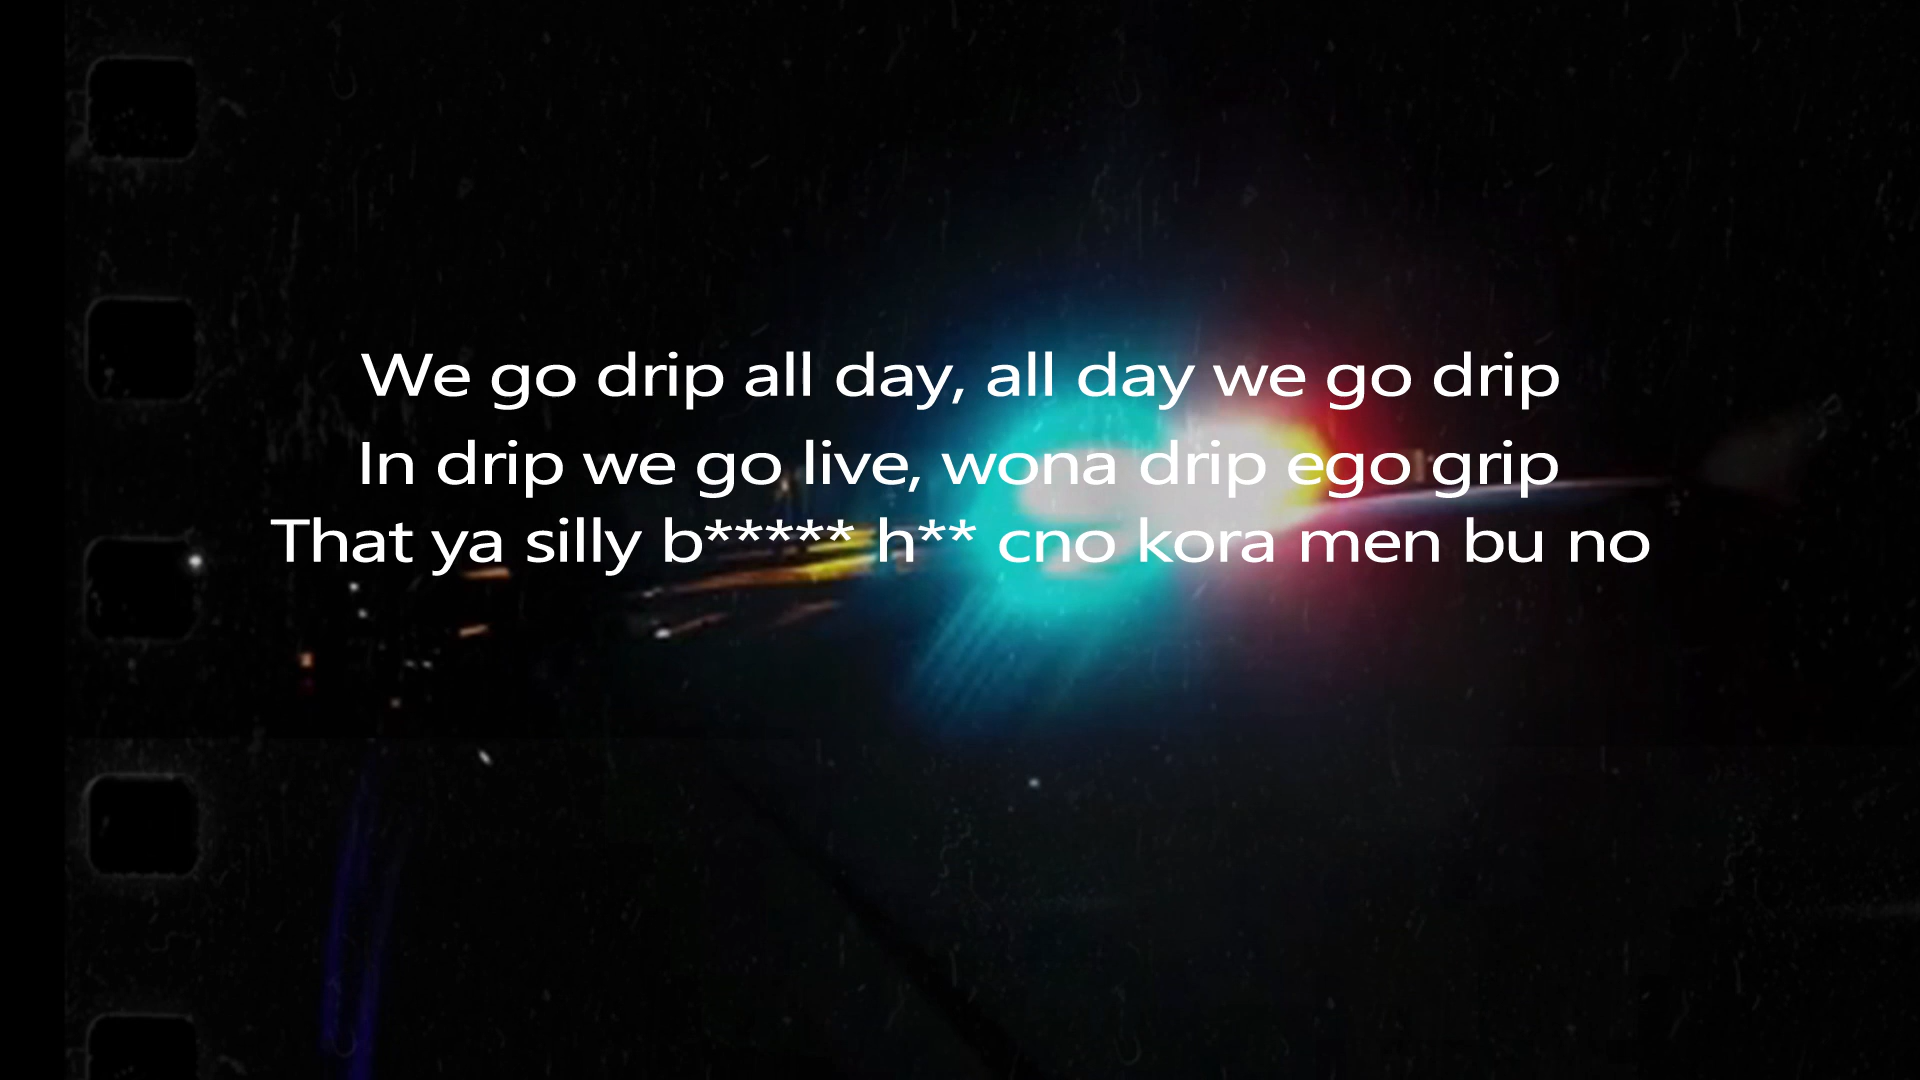 We go drip all day, all day we go drip
In drip we go live, wona drip ego grip
That ya silly b***** h** cno kora men bu no